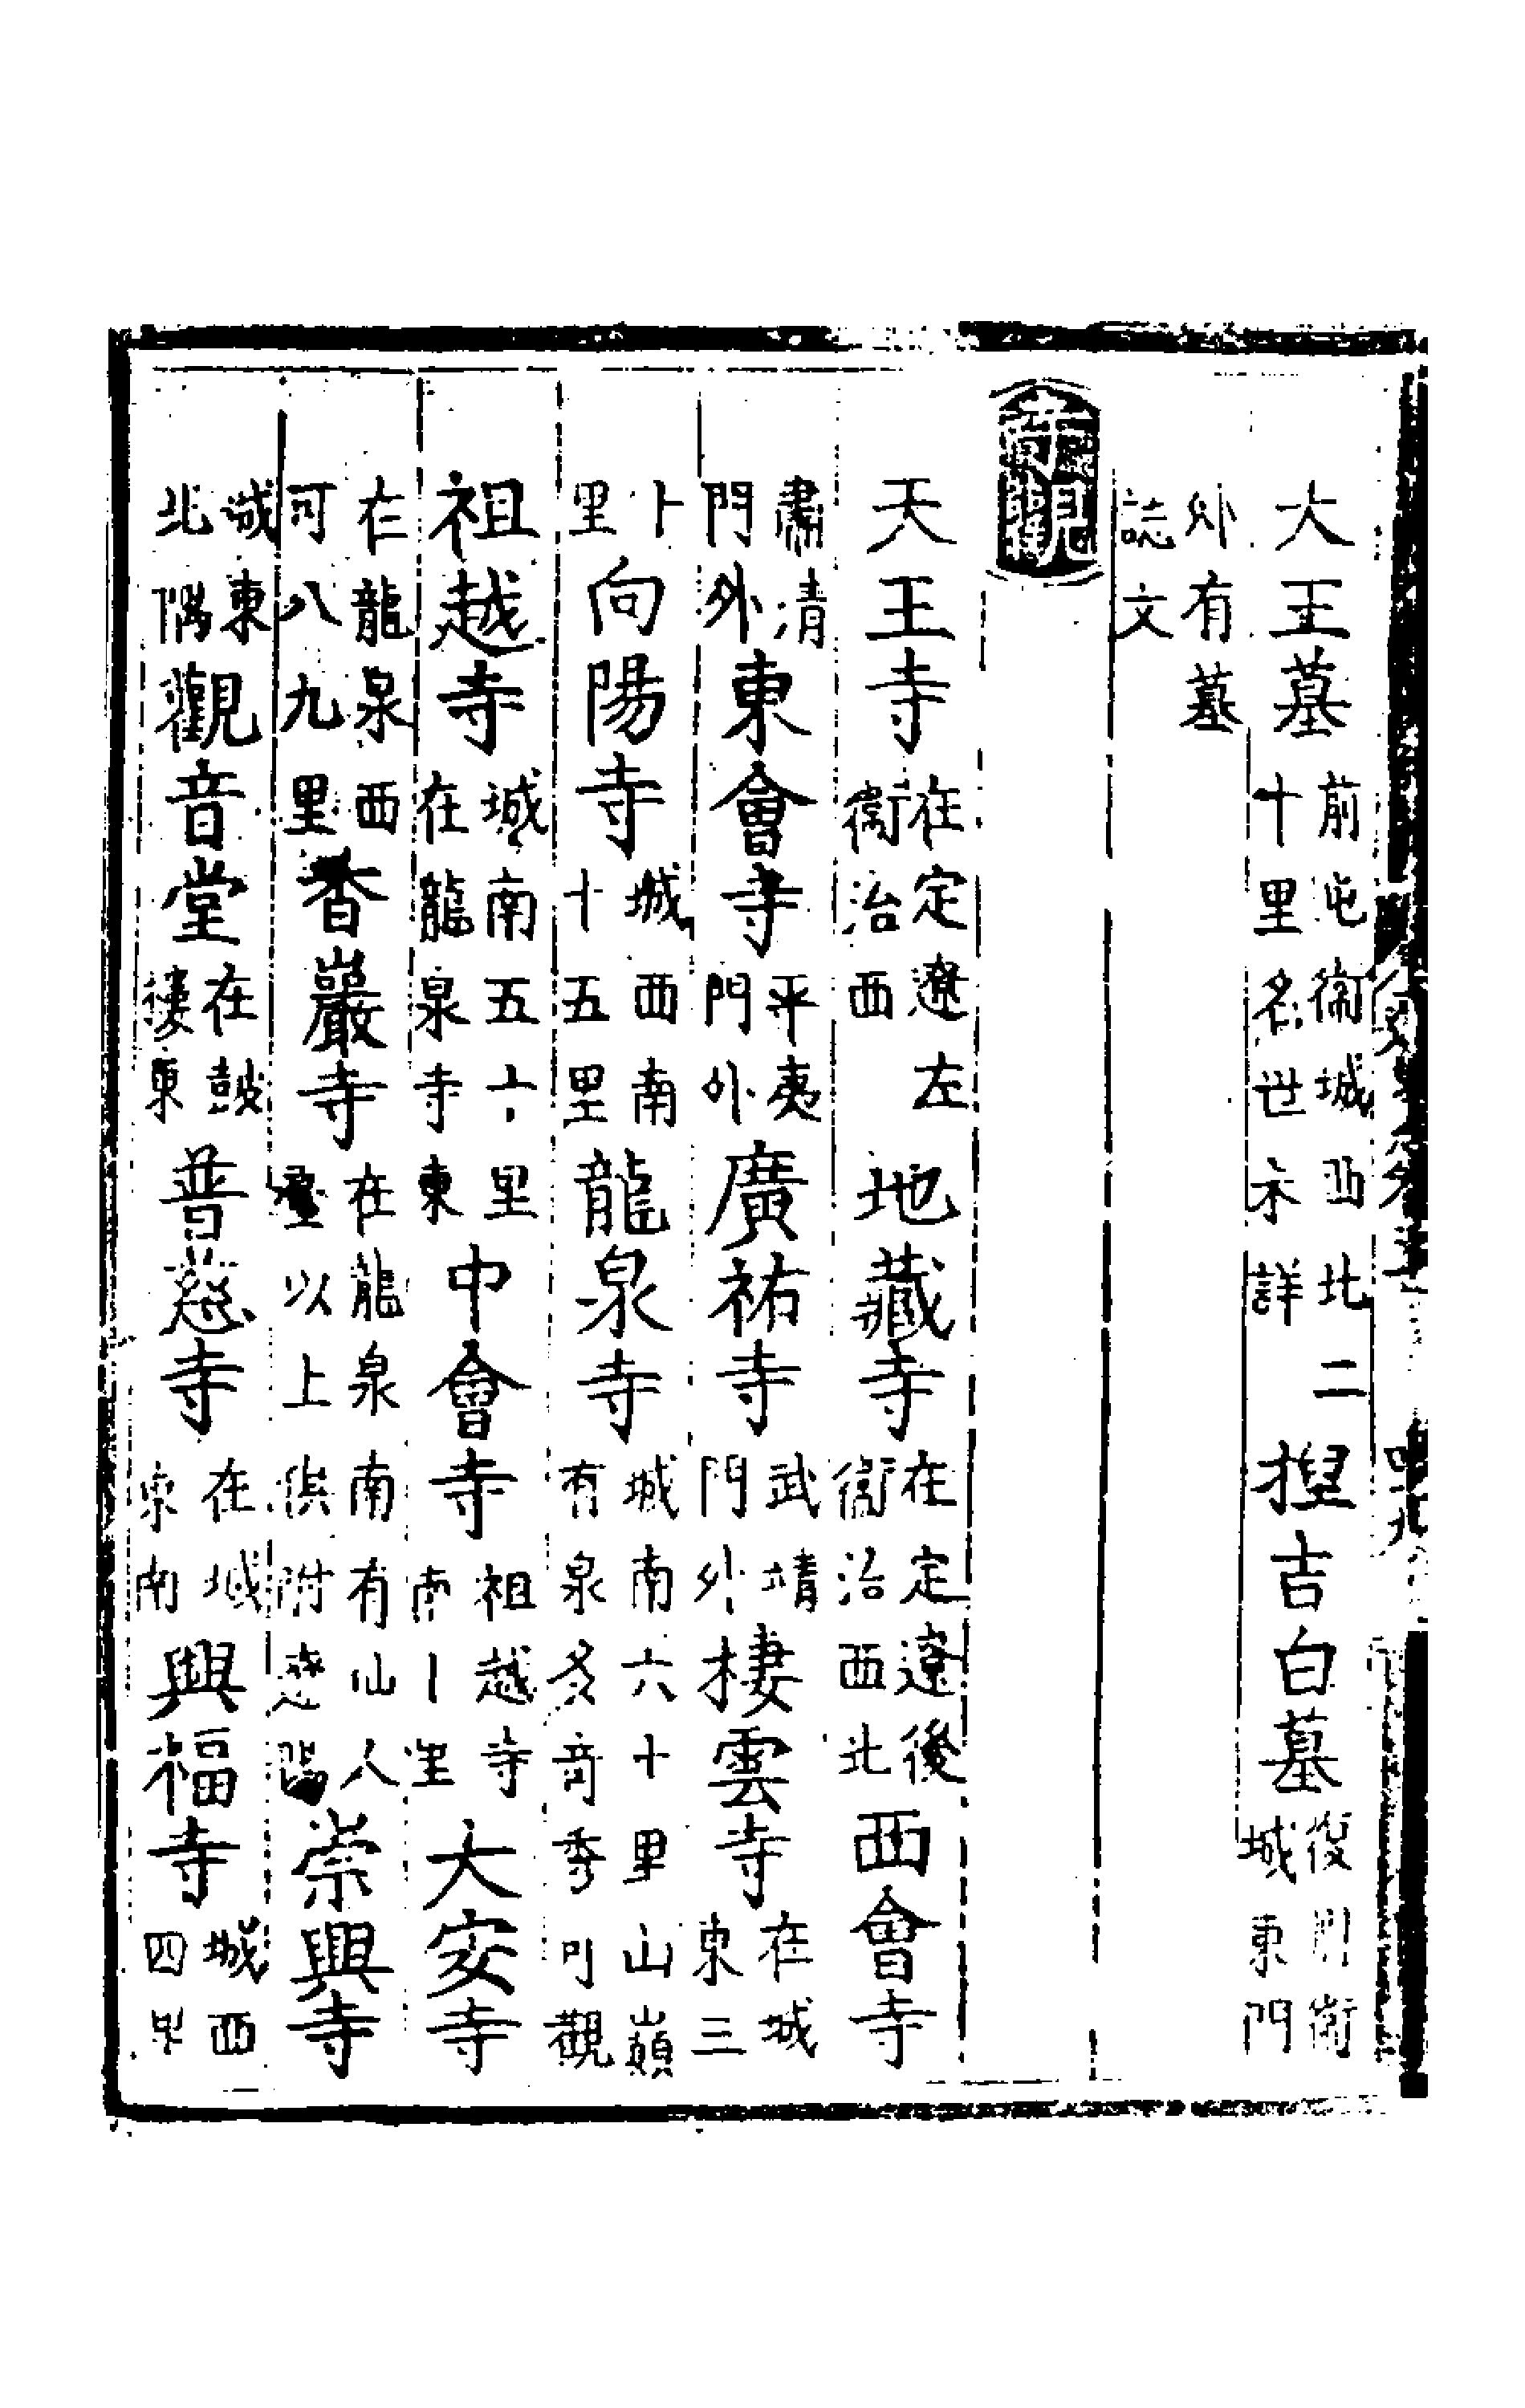 大王墓前屯衛城西北二十里名世未詳 㨒吉白墓後屯衛城東門
外有墓誌文
寺觀
天王寺在定遼左衛治西 地藏寺在定遼後衛治西北西會寺
肅清門外東會寺平夷門外廣祐寺武靖門外棲雲寺在城東三
十里向陽寺城西南十五里龍泉寺城南六十里山巔有泉多奇秀可觀
祖越寺城南五十里在龍泉寺東中會寺祖越寺南十里大安寺
在龍泉西可八九里香巖寺在龍泉南有仙人臺以上俱附遼陽崇興寺
城東北隅觀音堂在鼓樓東普慈寺在城東南興福寺城西四里